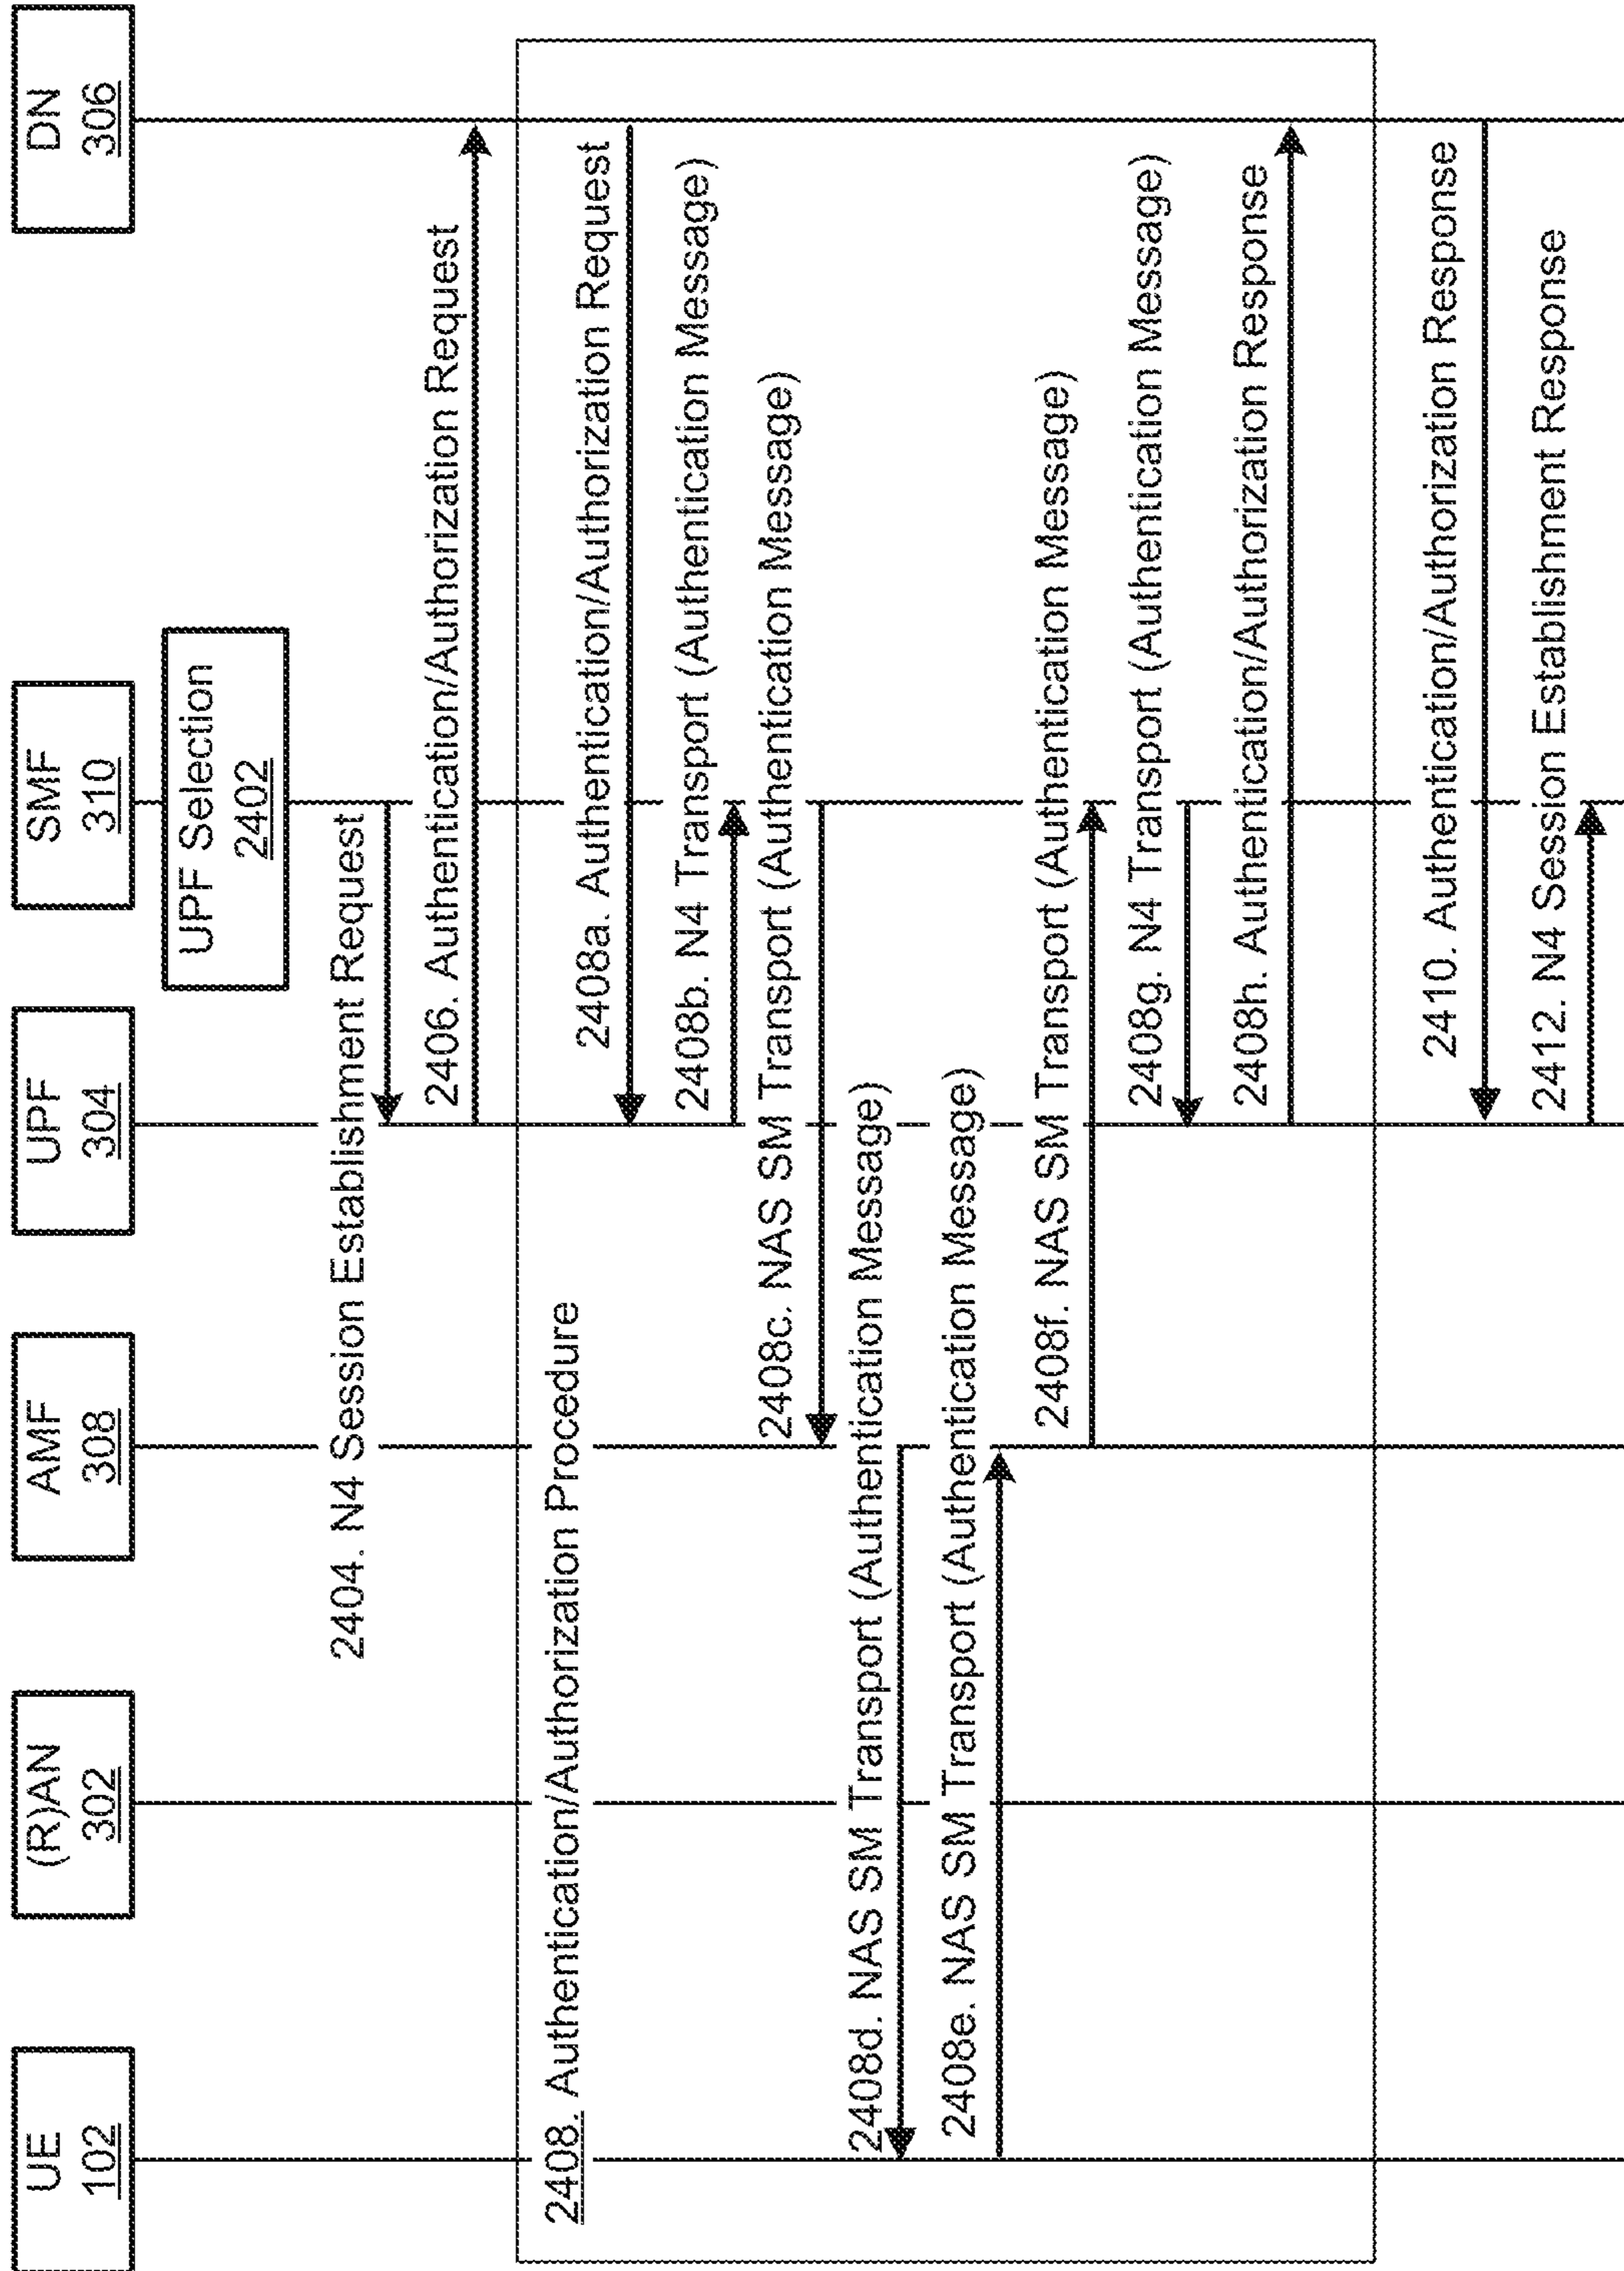 UE
102
(R)AN
302
AMF
308
UPF
304
SMF
310
DN
306
UPF Selection
2402
2404. N4 Session Establishment Request
2406. Authentication/Authorization Request
2408. Authentication/Authorization Procedure
2408a. Authentication/Authorization Request
2408b. N4 Transport (Authentication Message)
2408c. NAS SM Transport (Authentication Message)
2408d. NAS SM Transport (Authentication Message)
2408e. NAS SM Transport (Authentication Message)
2408f. NAS SM Transport (Authentication Message)
2408g. N4 Transport (Authentication Message)
2408h. Authentication/Authorization Response
2410. Authentication/Authorization Response
2412. N4 Session Establishment Response